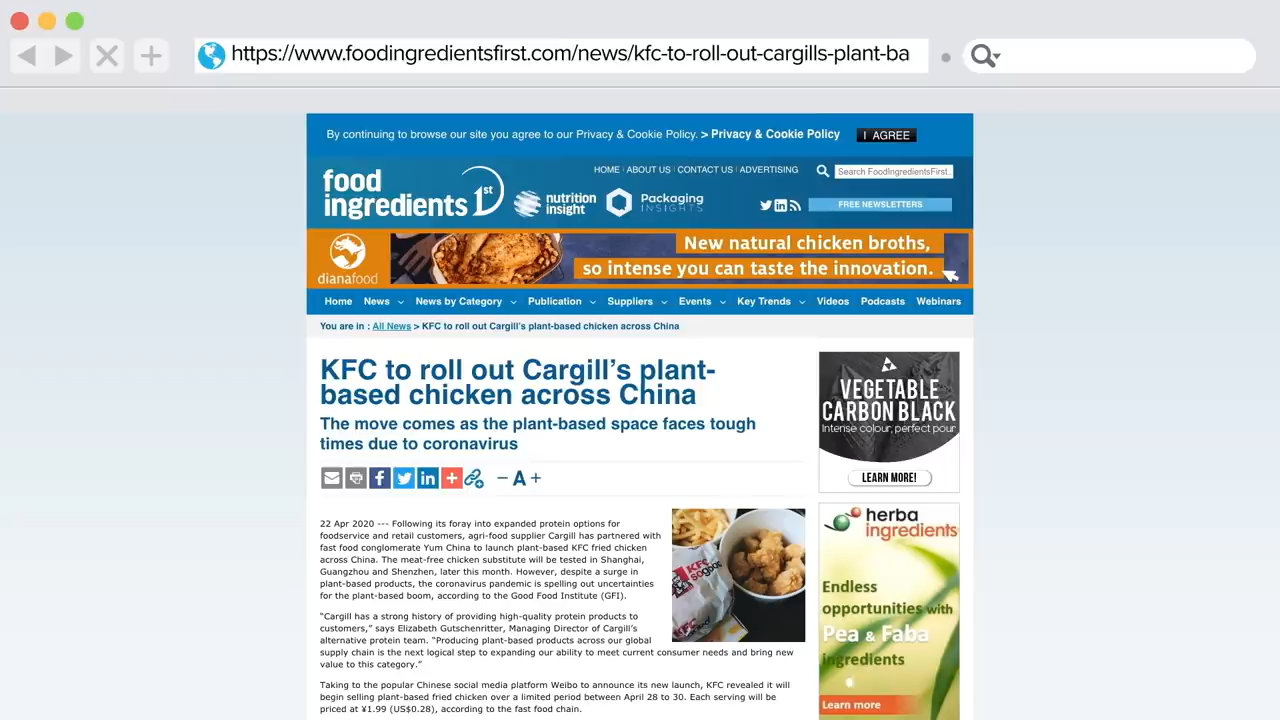 https://www.foodingredientsfirst.com/news/kfc-to-roll-out-cargills-plant-ba
By continuing to browse our site you agree to our Privacy & Cookie Policy. > Privacy & Cookie Policy
I AGREE
HOME | ABOUT US | CONTACT US | ADVERTISING
Search FoodIngredientsFirst...
food
ingredients 1st
nutrition
insight
Packaging
INSIGHTS
FREE NEWSLETTERS
dianafood
New natural chicken broths,
so intense you can taste the innovation.
Home News News by Category Publication Suppliers Events Key Trends Videos Podcasts Webinars
You are in : All News > KFC to roll out Cargill's plant-based chicken across China
KFC to roll out Cargill's plant-
based chicken across China
The move comes as the plant-based space faces tough
times due to coronavirus
− A +
22 Apr 2020 --- Following its foray into expanded protein options for
foodservice and retail customers, agri-food supplier Cargill has partnered with
fast food conglomerate Yum China to launch plant-based KFC fried chicken
across China. The meat-free chicken substitute will be tested in Shanghai,
Guangzhou and Shenzhen, later this month. However, despite a surge in
plant-based products, the coronavirus pandemic is spelling out uncertainties
for the plant-based boom, according to the Good Food Institute (GFI).
"Cargill has a strong history of providing high-quality protein products to
customers," says Elizabeth Gutschenritter, Managing Director of Cargill's
alternative protein team. "Producing plant-based products across our global
supply chain is the next logical step to expanding our ability to meet current consumer needs and bring new
value to this category."
Taking to the popular Chinese social media platform Weibo to announce its new launch, KFC revealed it will
begin selling plant-based fried chicken over a limited period between April 28 to 30. Each serving will be
priced at ¥1.99 (US$0.28), according to the fast food chain.
KFC
so good
KFC
VEGETABLE
CARBON BLACK
Intense colour, perfect pour
LEARN MORE!
herba
ingredients
Endless
opportunities with
Pea & Faba
ingredients
Learn more